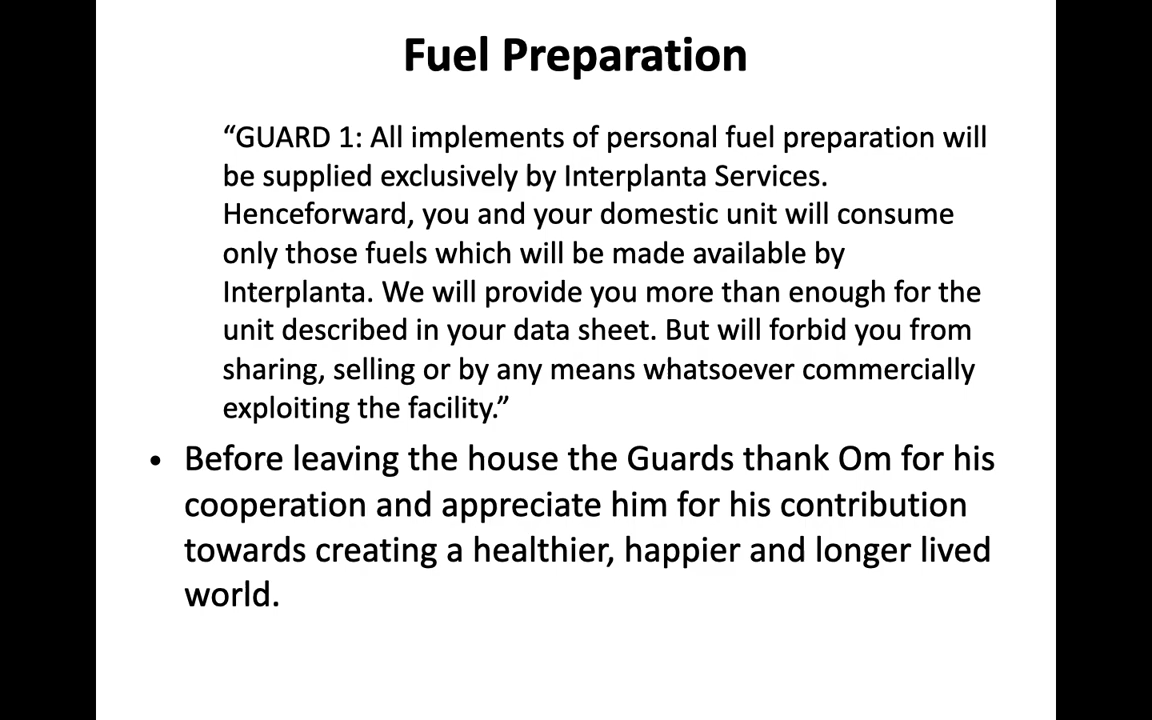 Fuel Preparation
“GUARD 1: All implements of personal fuel preparation will
be supplied exclusively by Interplanta Services.
Henceforward, you and your domestic unit will consume
only those fuels which will be made available by
Interplanta. We will provide you more than enough for the
unit described in your data sheet. But will forbid you from
sharing, selling or by any means whatsoever commercially
exploiting the facility.”
• Before leaving the house the Guards thank Om for his
cooperation and appreciate him for his contribution
towards creating a healthier, happier and longer lived
world.